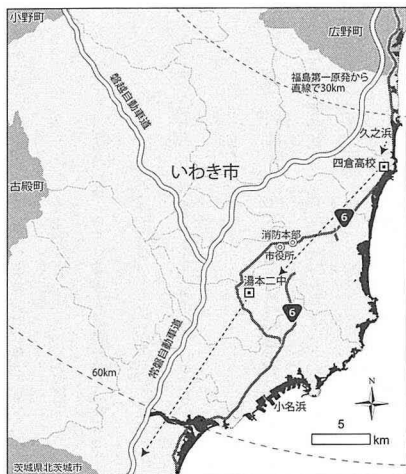 小野町
広野町
福島第一原発から
直線で30km
磐越自動車道
久之浜
四倉高校
いわき市
古殿町
6
消防本部
市役所
湯本二中
6
常磐自動車道
60km
小名浜
N
5
km
茨城県北茨城市